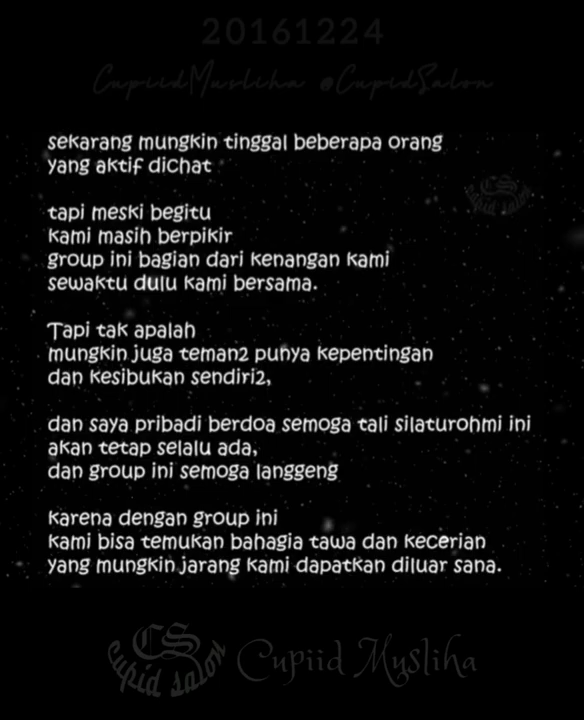 20161224
CupiidMusliha @CupidSalon
sekarang mungkin tinggal beberapa orang
yang aktif dichat
CS
cupid salon
tapi meski begitu
kami masih berpikir
group ini bagian dari kenangan kami
sewaktu dulu kami bersama.
Tapi tak apalah
mungkin juga teman2 punya kepentingan
dan kesibukan sendiri2,
dan saya pribadi berdoa semoga tali silaturohmi ini
akan tetap selalu ada,
dan group ini semoga langgeng
karena dengan group ini
kami bisa temukan bahagia tawa dan kecerian
yang mungkin jarang kami dapatkan diluar sana.
CS
cupid salon
Cupiid Musliha